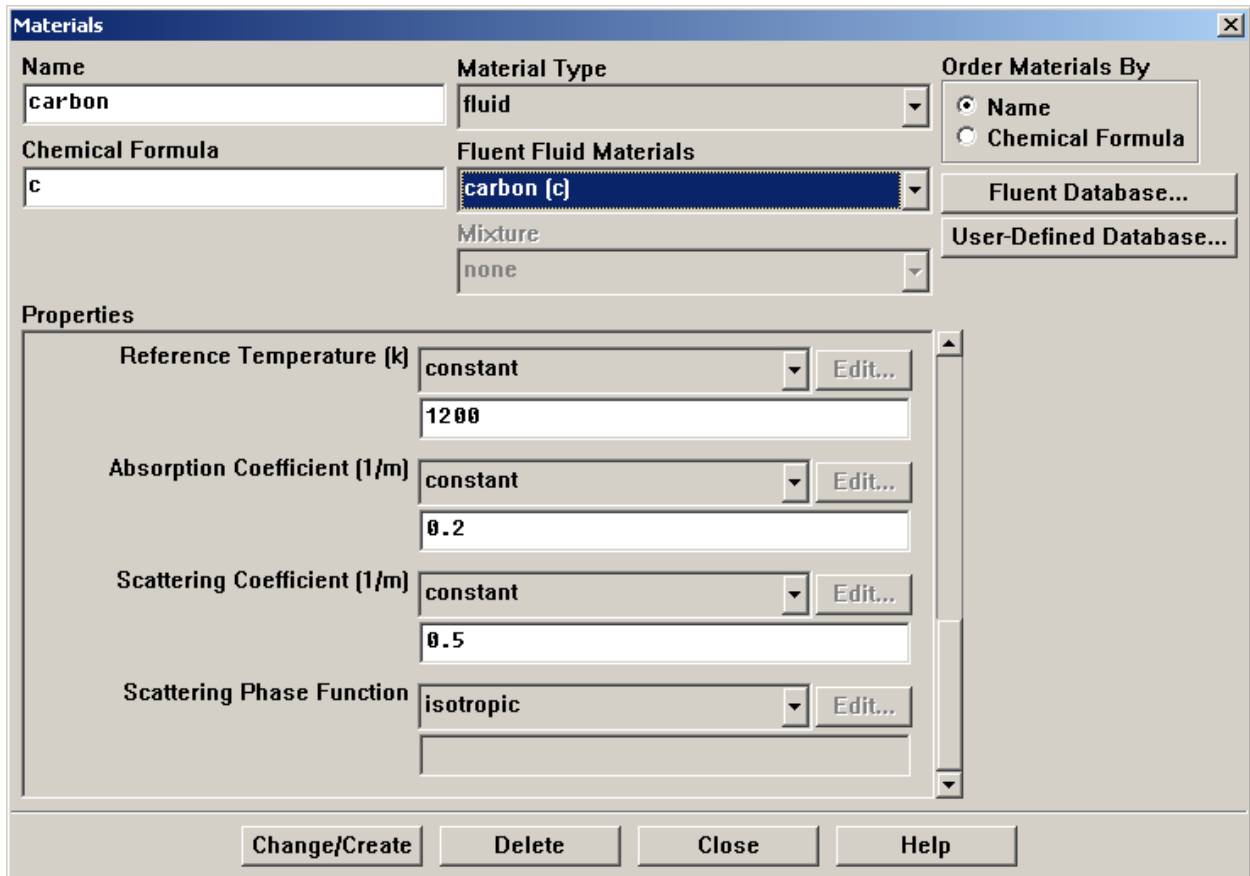 Materials
Name
carbon
Chemical Formula
c
Material Type
fluid
Fluent Fluid Materials
carbon (c)
Mixture
none
Order Materials By
Name
Chemical Formula
Fluent Database...
User-Defined Database...
Properties
Reference Temperature (k) constant Edit...
1200
Absorption Coefficient (1/m) constant Edit...
0.2
Scattering Coefficient (1/m) constant Edit...
0.5
Scattering Phase Function isotropic Edit...
Change/Create Delete Close Help